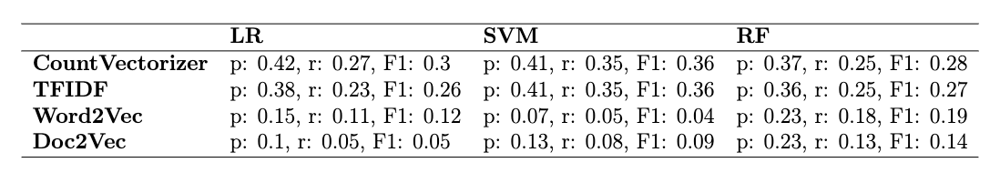 LR SVM RF
CountVectorizer p: 0.42, r: 0.27, F1: 0.3 p: 0.41, r: 0.35, F1: 0.36 p: 0.37, r: 0.25, F1: 0.28
TFIDF p: 0.38, r: 0.23, F1: 0.26 p: 0.41, r: 0.35, F1: 0.36 p: 0.36, r: 0.25, F1: 0.27
Word2Vec p: 0.15, r: 0.11, F1: 0.12 p: 0.07, r: 0.05, F1: 0.04 p: 0.23, r: 0.18, F1: 0.19
Doc2Vec p: 0.1, r: 0.05, F1: 0.05 p: 0.13, r: 0.08, F1: 0.09 p: 0.23, r: 0.13, F1: 0.14